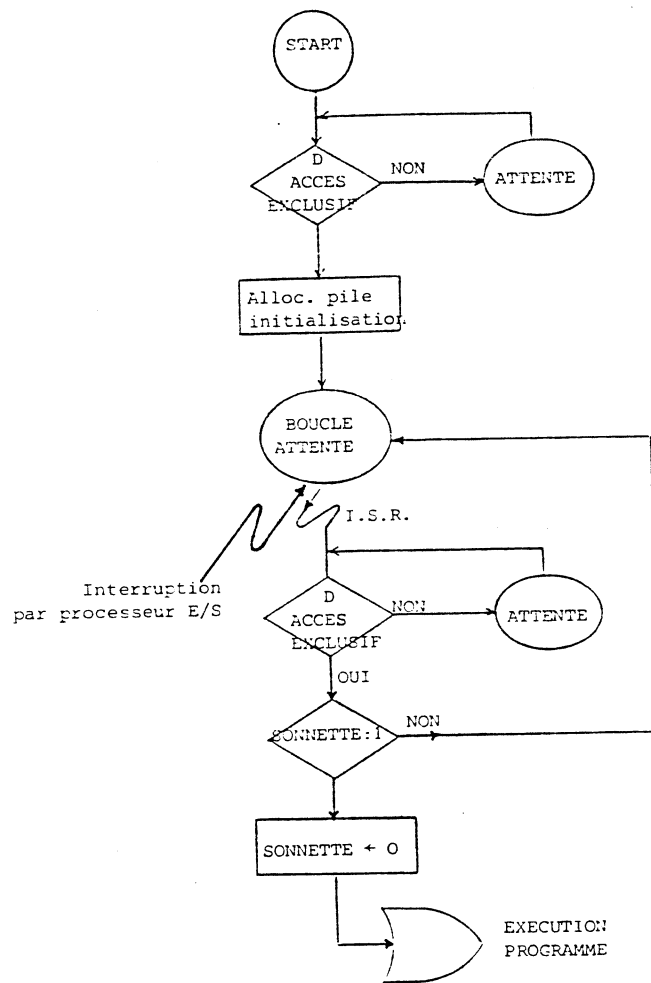 START
D
ACCES
EXCLUSIF
NON
ATTENTE
Alloc. pile
initialisation
BOUCLE
ATTENTE
I.S.R.
Interruption
par processeur E/S
D
ACCES
EXCLUSIF
NON
ATTENTE
OUI
SONNETTE:1
NON
SONNETTE ← O
EXECUTION
PROGRAMME